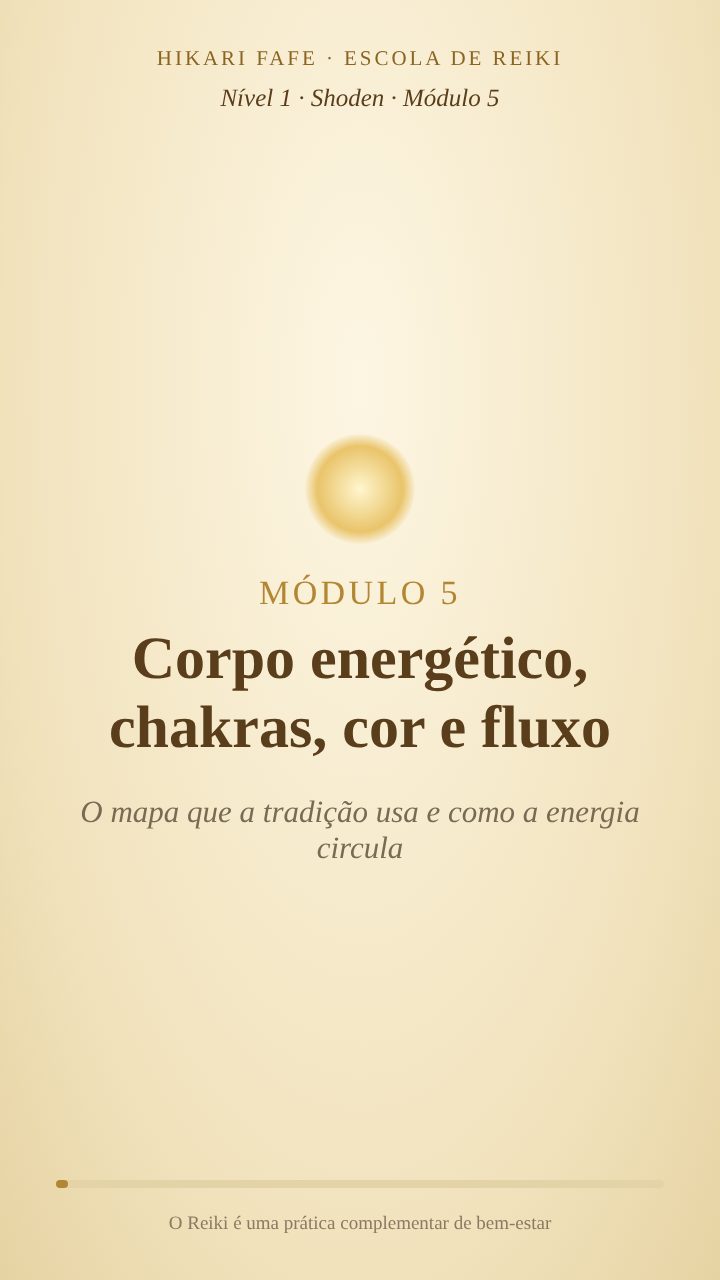 HIKARI FAFE · ESCOLA DE REIKI
Nível 1 · Shoden · Módulo 5
MÓDULO 5
Corpo energético,
chakras, cor e fluxo
O mapa que a tradição usa e como a energia
circula
O Reiki é uma prática complementar de bem-estar